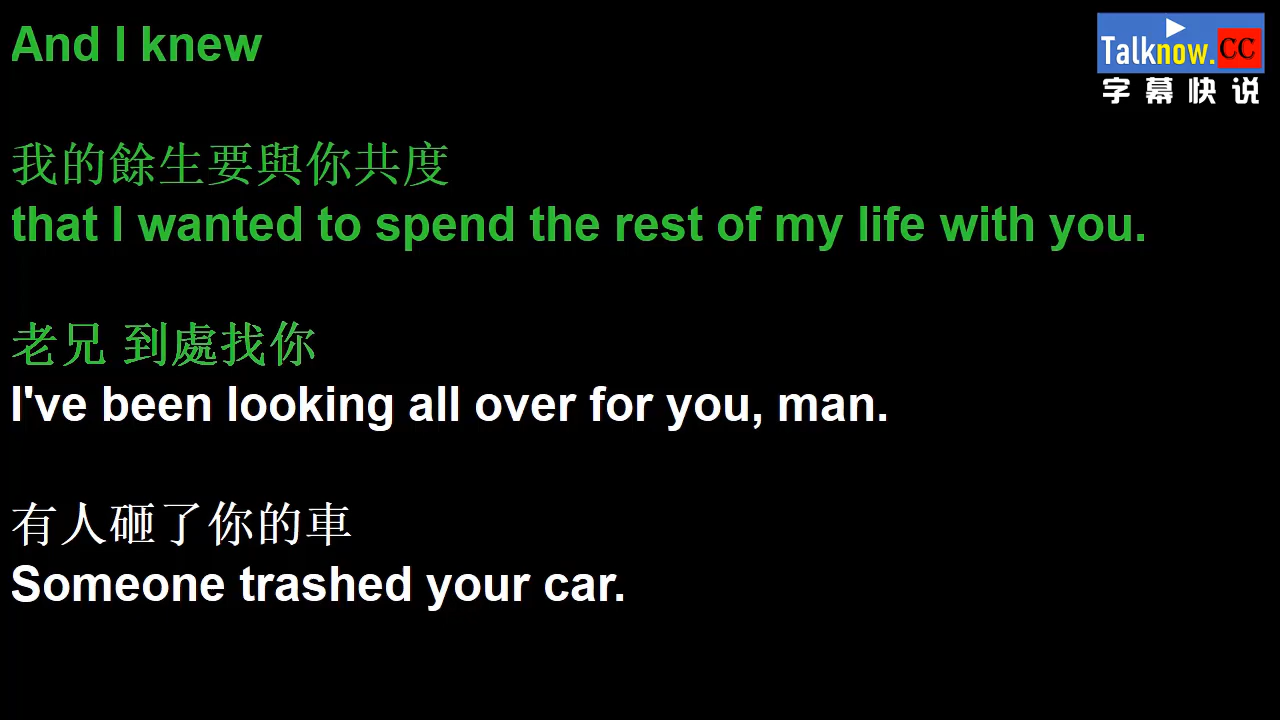 And I knew
Talknow.CC
字幕快说
我的餘生要與你共度
that I wanted to spend the rest of my life with you.
老兄 到處找你
I've been looking all over for you, man.
有人砸了你的車
Someone trashed your car.